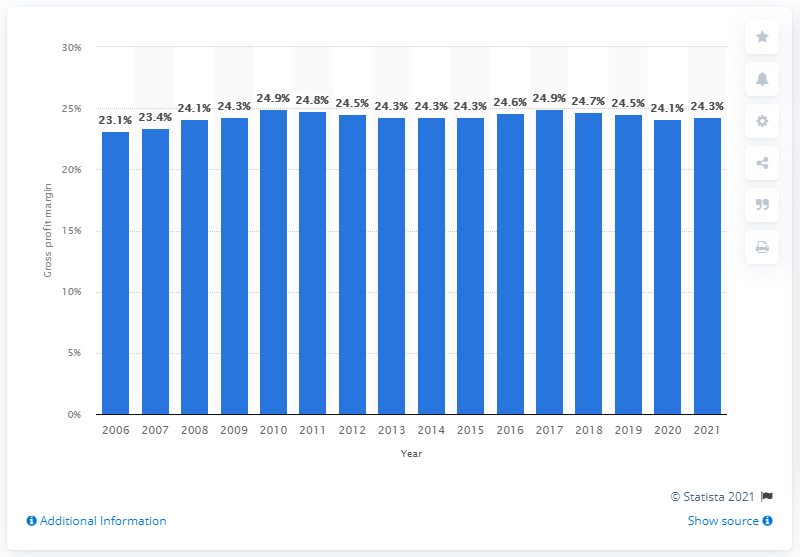 30%
25%
20%
15%
10%
5%
0%
Gross profit margin
23.1% 23.4% 24.1% 24.3% 24.9% 24.8% 24.5% 24.3% 24.3% 24.3% 24.6% 24.9% 24.7% 24.5% 24.1% 24.3%
2006 2007 2008 2009 2010 2011 2012 2013 2014 2015 2016 2017 2018 2019 2020 2021
Year
© Statista 2021
Additional Information
Show source